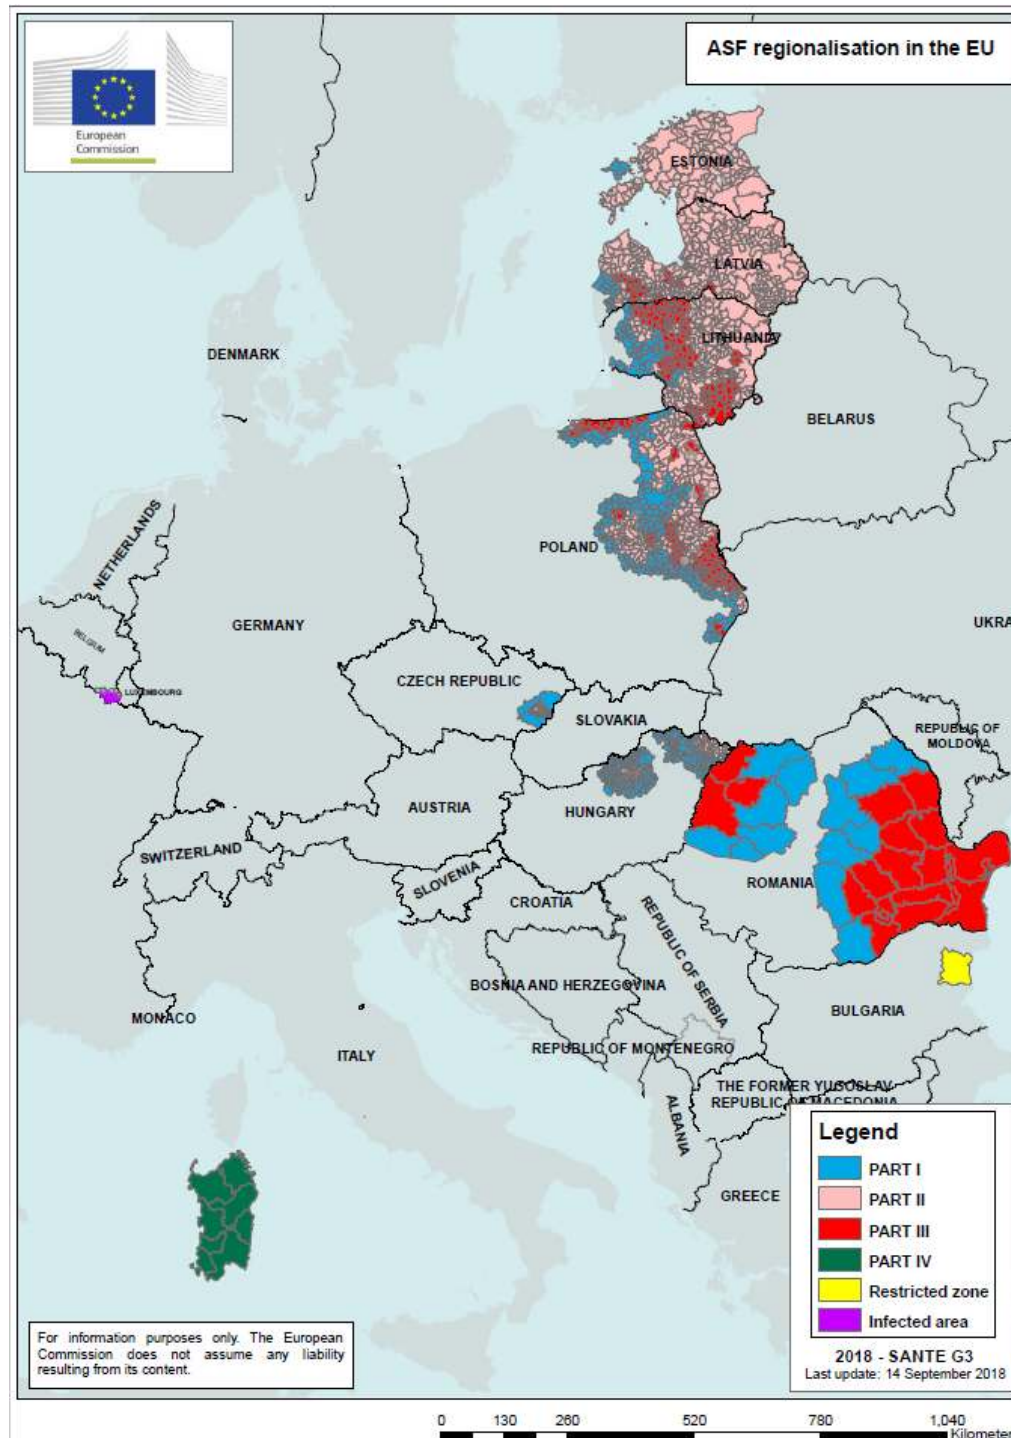 ASF regionalisation in the EU
European
Commission
ESTONIA
LATVIA
LITHUANIA
DENMARK
BELARUS
NETHERLANDS
POLAND
BELGIUM
GERMANY
UKRA
LUXEMBOURG
CZECH REPUBLIC
SLOVAKIA
REPUBLIC OF
MOLDOVA
AUSTRIA
HUNGARY
SWITZERLAND
SLOVENIA
ROMANIA
CROATIA
REPUBLIC OF SERBIA
BOSNIA AND HERZEGOVINA
BULGARIA
MONACO
ITALY
REPUBLIC OF MONTENEGRO
THE FORMER YUGOSLAV
REPUBLIC OF MACEDONIA
ALBANIA
GREECE
Legend
PART I
PART II
PART III
PART IV
Restricted zone
Infected area
2018 - SANTE G3
Last update: 14 September 2018
For information purposes only. The European
Commission does not assume any liability
resulting from its content.
0 130 260 520 780 1,040
Kilometer